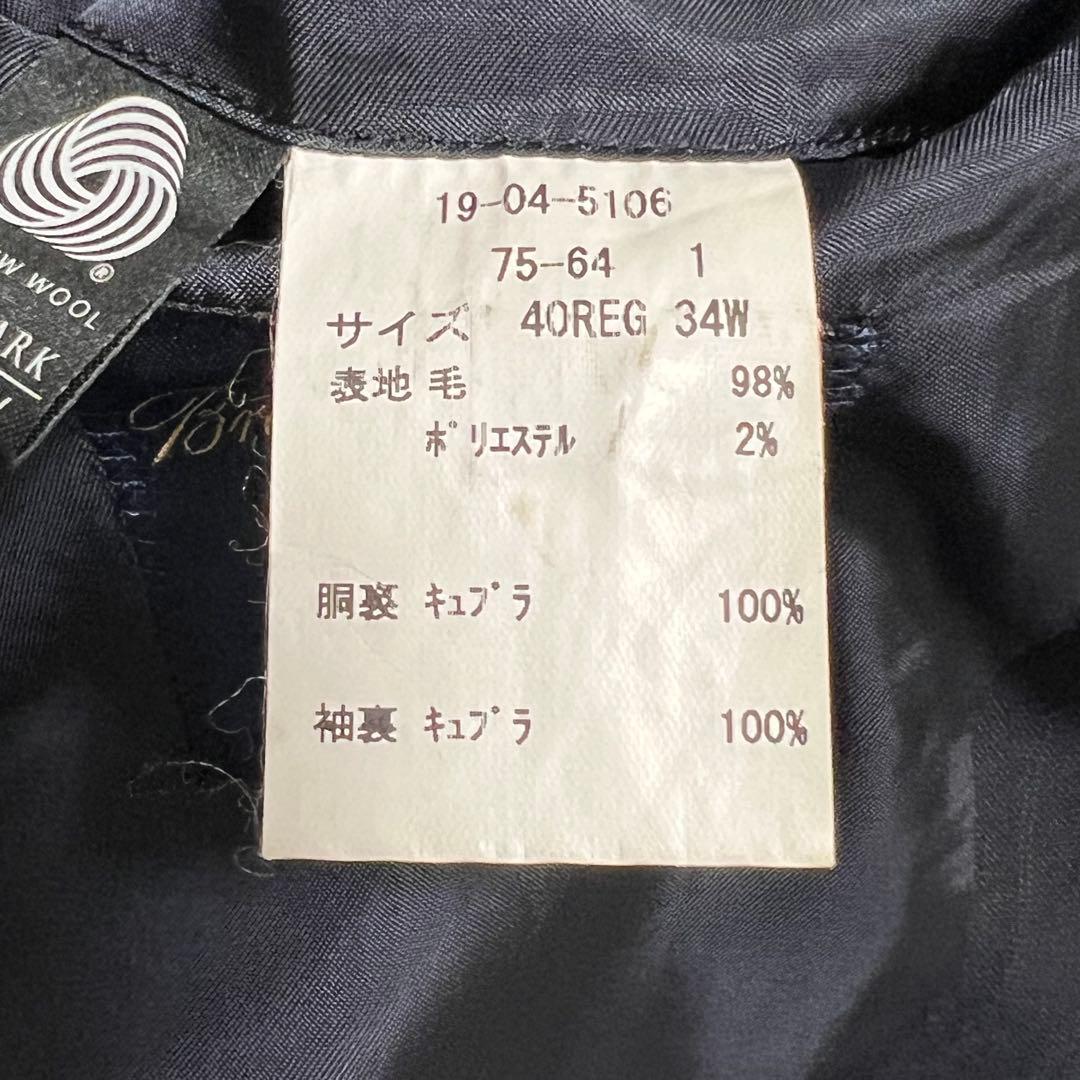 WOOL
19-04-5106
75-64 1
サイズ 40REG 34W
表地 毛 98%
ポリエステル 2%
胴裏 キュプラ 100%
袖裏 キュプラ 100%